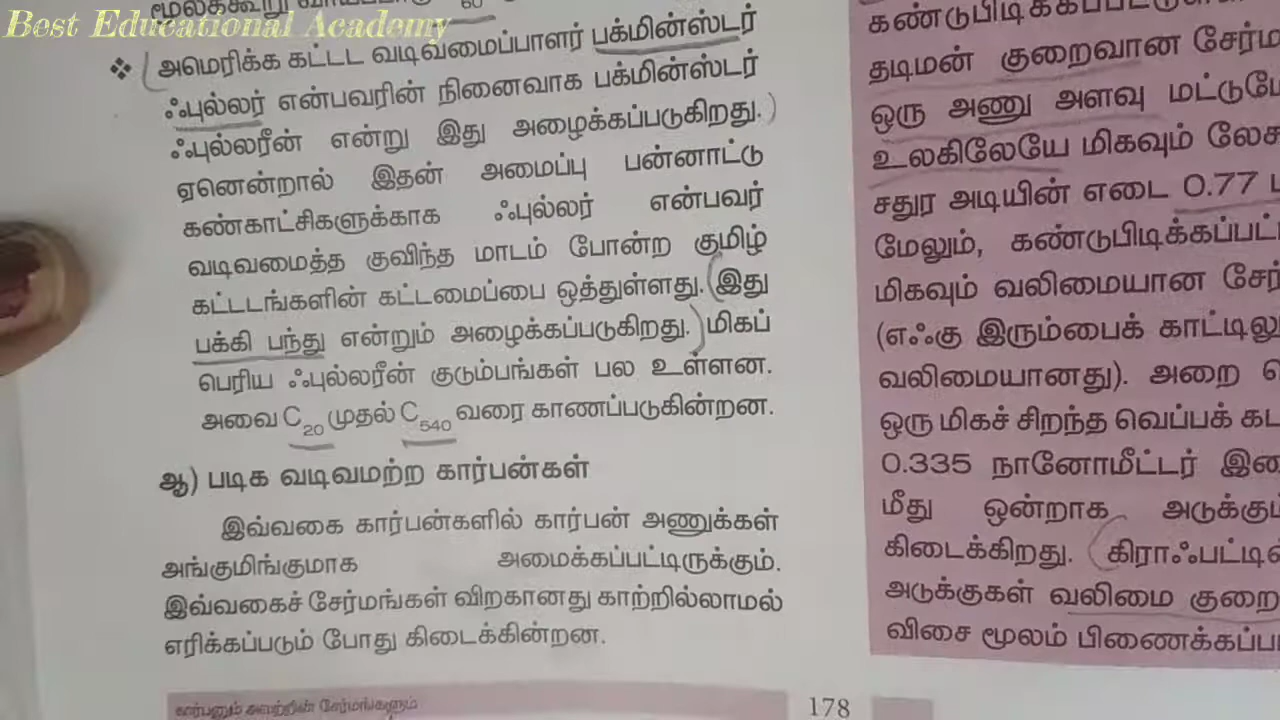 Best Educational Academy
மூலக்கூறு
60
❖ அமெரிக்க கட்டட வடிவமைப்பாளர் பக்மின்ஸ்டர்
ஃபுல்லர் என்பவரின் நினைவாக பக்மின்ஸ்டர்
ஃபுல்லரீன் என்று இது அழைக்கப்படுகிறது.
ஏனென்றால் இதன் அமைப்பு பன்னாட்டு
கண்காட்சிகளுக்காக ஃபுல்லர் என்பவர்
வடிவமைத்த குவிந்த மாடம் போன்ற குமிழ்
கட்டடங்களின் கட்டமைப்பை ஒத்துள்ளது. இது
பக்கி பந்து என்றும் அழைக்கப்படுகிறது. மிகப்
பெரிய ஃபுல்லரீன் குடும்பங்கள் பல உள்ளன.
அவை C20 முதல் C540 வரை காணப்படுகின்றன.
ஆ) படிக வடிவமற்ற கார்பன்கள்
இவ்வகை கார்பன்களில் கார்பன் அணுக்கள்
அங்குமிங்குமாக அமைக்கப்பட்டிருக்கும்.
இவ்வகைச் சேர்மங்கள் விறகானது காற்றில்லாமல்
எரிக்கப்படும் போது கிடைக்கின்றன.
கார்பனும் அவற்றின் சேர்மங்களும்
178
தடிமன் குறைவான சேர்ம
ஒரு அணு அளவு மட்டுமே
உலகிலேயே மிகவும் லேச
சதுர அடியின் எடை 0.77
மேலும், கண்டுபிடிக்கப்பட்
மிகவும் வலிமையான சேர்
(எஃகு இரும்பைக் காட்டிலு
வலிமையானது). அறை
ஒரு மிகச் சிறந்த வெப்பக் கட
0.335 நானோமீட்டர் இடை
மீது ஒன்றாக அடுக்கும்
கிடைக்கிறது. கிராஃபட்டில்
அடுக்குகள் வலிமை குறை
விசை மூலம் பிணைக்கப்ப